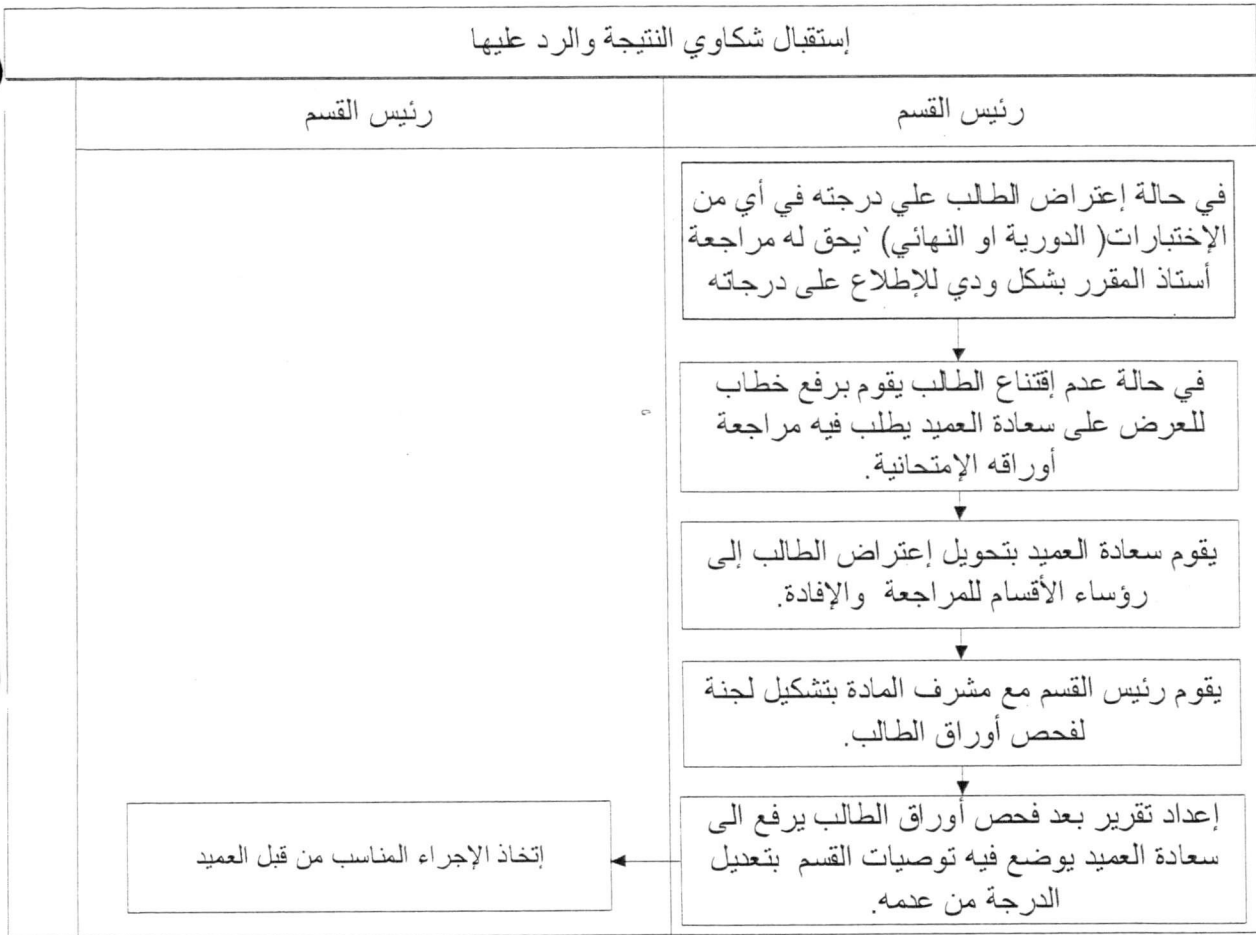 إستقبال شكاوي النتيجة والرد عليها
رئيس القسم
رئيس القسم
في حالة إعتراض الطالب علي درجته في أي من
الإختبارات( الدورية او النهائي) `يحق له مراجعة
أستاذ المقرر بشكل ودي للإطلاع على درجاته
في حالة عدم إقتناع الطالب يقوم برفع خطاب
للعرض على سعادة العميد يطلب فيه مراجعة
أوراقه الإمتحانية.
يقوم سعادة العميد بتحويل إعتراض الطالب إلى
رؤساء الأقسام للمراجعة والإفادة.
يقوم رئيس القسم مع مشرف المادة بتشكيل لجنة
لفحص أوراق الطالب.
إعداد تقرير بعد فحص أوراق الطالب يرفع الى
سعادة العميد يوضع فيه توصيات القسم بتعديل
الدرجة من عدمه.
إتخاذ الإجراء المناسب من قبل العميد